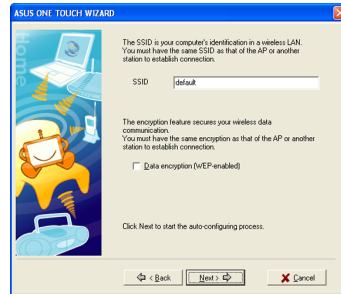 ASUS ONE TOUCH WIZARD
Home
The SSID is your computer's identification in a wireless LAN.
You must have the same SSID as that of the AP or another
station to establish connection.
SSID default
The encryption feature secures your wireless data
communication.
You must have the same encryption as that of the AP or another
station to establish connection.
Data encryption (WEP-enabled)
Click Next to start the auto-configuring process.
< Back Next > Cancel